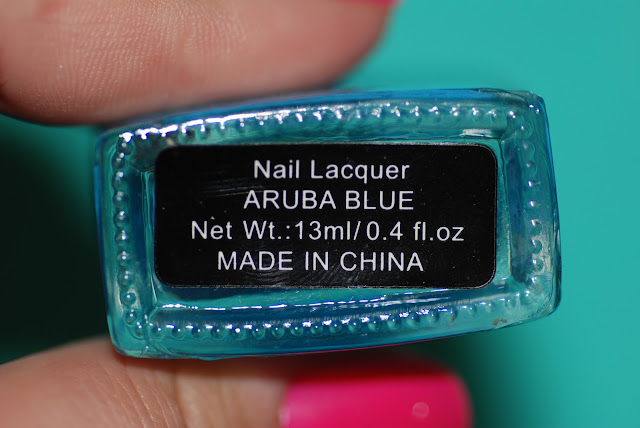 Nail Lacquer
ARUBA BLUE
Net Wt.:13ml/0.4 fl.oz
MADE IN CHINA